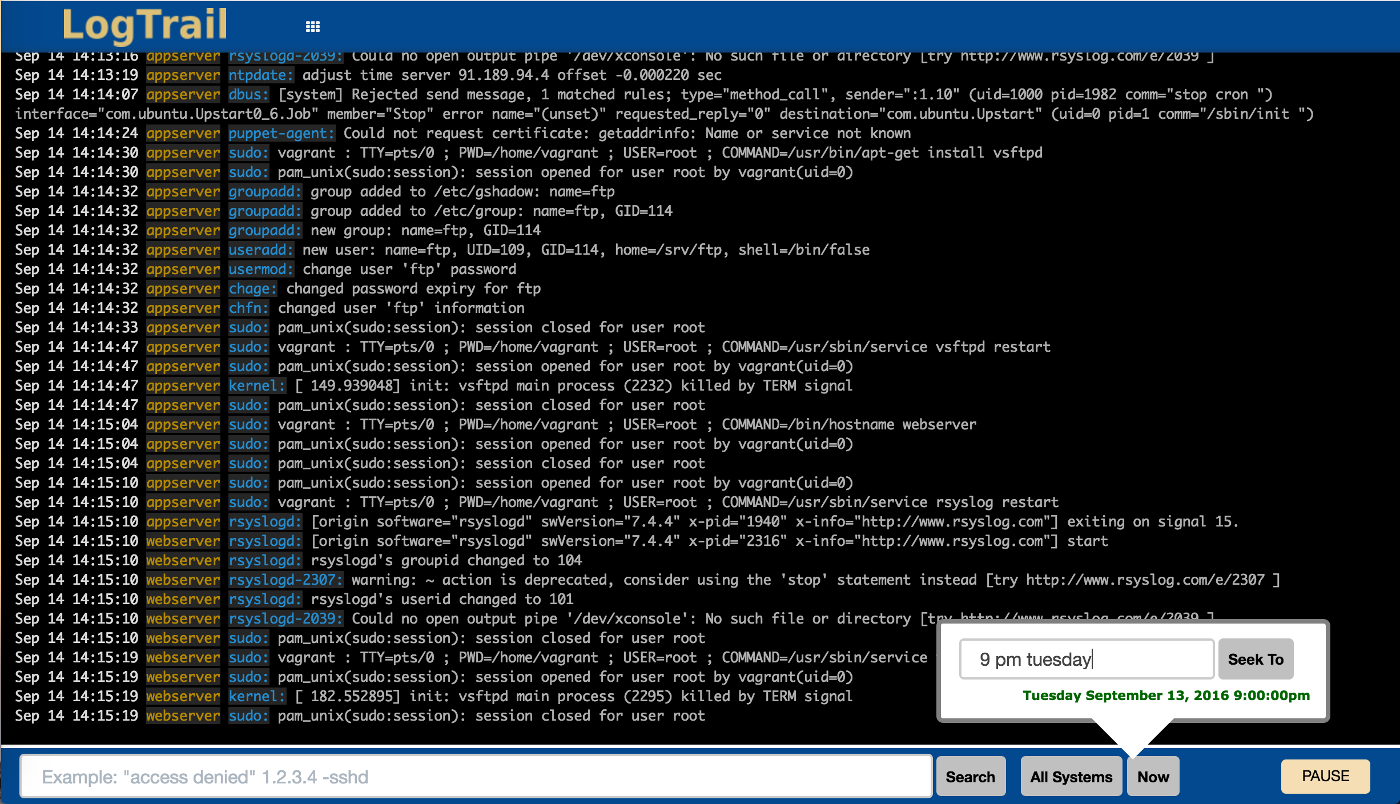 LogTrail
Sep 14 14:13:16 appserver rsyslogd-2039: Could no open output pipe '/dev/xconsole': No such file or directory [try http://www.rsyslog.com/e/2039 ]
Sep 14 14:13:19 appserver ntpdate: adjust time server 91.189.94.4 offset -0.000220 sec
Sep 14 14:14:07 appserver dbus: [system] Rejected send message, 1 matched rules; type="method_call", sender=":1.10" (uid=1000 pid=1982 comm="stop cron ")
interface="com.ubuntu.Upstart0_6.Job" member="Stop" error name="(unset)" requested_reply="0" destination="com.ubuntu.Upstart" (uid=0 pid=1 comm="/sbin/init ")
Sep 14 14:14:24 appserver puppet-agent: Could not request certificate: getaddrinfo: Name or service not known
Sep 14 14:14:30 appserver sudo: vagrant : TTY=pts/0 ; PWD=/home/vagrant ; USER=root ; COMMAND=/usr/bin/apt-get install vsftpd
Sep 14 14:14:30 appserver sudo: pam_unix(sudo:session): session opened for user root by vagrant(uid=0)
Sep 14 14:14:32 appserver groupadd: group added to /etc/gshadow: name=ftp
Sep 14 14:14:32 appserver groupadd: group added to /etc/group: name=ftp, GID=114
Sep 14 14:14:32 appserver groupadd: new group: name=ftp, GID=114
Sep 14 14:14:32 appserver useradd: new user: name=ftp, UID=109, GID=114, home=/srv/ftp, shell=/bin/false
Sep 14 14:14:32 appserver usermod: change user 'ftp' password
Sep 14 14:14:32 appserver chage: changed password expiry for ftp
Sep 14 14:14:32 appserver chfn: changed user 'ftp' information
Sep 14 14:14:33 appserver sudo: pam_unix(sudo:session): session closed for user root
Sep 14 14:14:47 appserver sudo: vagrant : TTY=pts/0 ; PWD=/home/vagrant ; USER=root ; COMMAND=/usr/sbin/service vsftpd restart
Sep 14 14:14:47 appserver sudo: pam_unix(sudo:session): session opened for user root by vagrant(uid=0)
Sep 14 14:14:47 appserver kernel: [ 149.939048] init: vsftpd main process (2232) killed by TERM signal
Sep 14 14:14:47 appserver sudo: pam_unix(sudo:session): session closed for user root
Sep 14 14:15:04 appserver sudo: vagrant : TTY=pts/0 ; PWD=/home/vagrant ; USER=root ; COMMAND=/bin/hostname webserver
Sep 14 14:15:04 appserver sudo: pam_unix(sudo:session): session opened for user root by vagrant(uid=0)
Sep 14 14:15:04 appserver sudo: pam_unix(sudo:session): session closed for user root
Sep 14 14:15:10 appserver sudo: pam_unix(sudo:session): session opened for user root by vagrant(uid=0)
Sep 14 14:15:10 appserver sudo: vagrant : TTY=pts/0 ; PWD=/home/vagrant ; USER=root ; COMMAND=/usr/sbin/service rsyslog restart
Sep 14 14:15:10 appserver rsyslogd: [origin software="rsyslogd" swVersion="7.4.4" x-pid="1940" x-info="http://www.rsyslog.com"] exiting on signal 15.
Sep 14 14:15:10 webserver rsyslogd: [origin software="rsyslogd" swVersion="7.4.4" x-pid="2316" x-info="http://www.rsyslog.com"] start
Sep 14 14:15:10 webserver rsyslogd: rsyslogd's groupid changed to 104
Sep 14 14:15:10 webserver rsyslogd-2307: warning: ~ action is deprecated, consider using the 'stop' statement instead [try http://www.rsyslog.com/e/2307 ]
Sep 14 14:15:10 webserver rsyslogd: rsyslogd's userid changed to 101
Sep 14 14:15:10 webserver rsyslogd-2039: Could no open output pipe '/dev/xconsole': No such file or directory [try http://www.rsyslog.com/e/2039 ]
Sep 14 14:15:10 webserver sudo: pam_unix(sudo:session): session closed for user root
Sep 14 14:15:19 webserver sudo: vagrant : TTY=pts/0 ; PWD=/home/vagrant ; USER=root ; COMMAND=/usr/sbin/service
Sep 14 14:15:19 webserver sudo: pam_unix(sudo:session): session opened for user root by vagrant(uid=0)
Sep 14 14:15:19 webserver kernel: [ 182.552895] init: vsftpd main process (2295) killed by TERM signal
Sep 14 14:15:19 webserver sudo: pam_unix(sudo:session): session closed for user root
9 pm tuesday Seek To
Tuesday September 13, 2016 9:00:00pm
Example: "access denied" 1.2.3.4 -sshd Search All Systems Now PAUSE